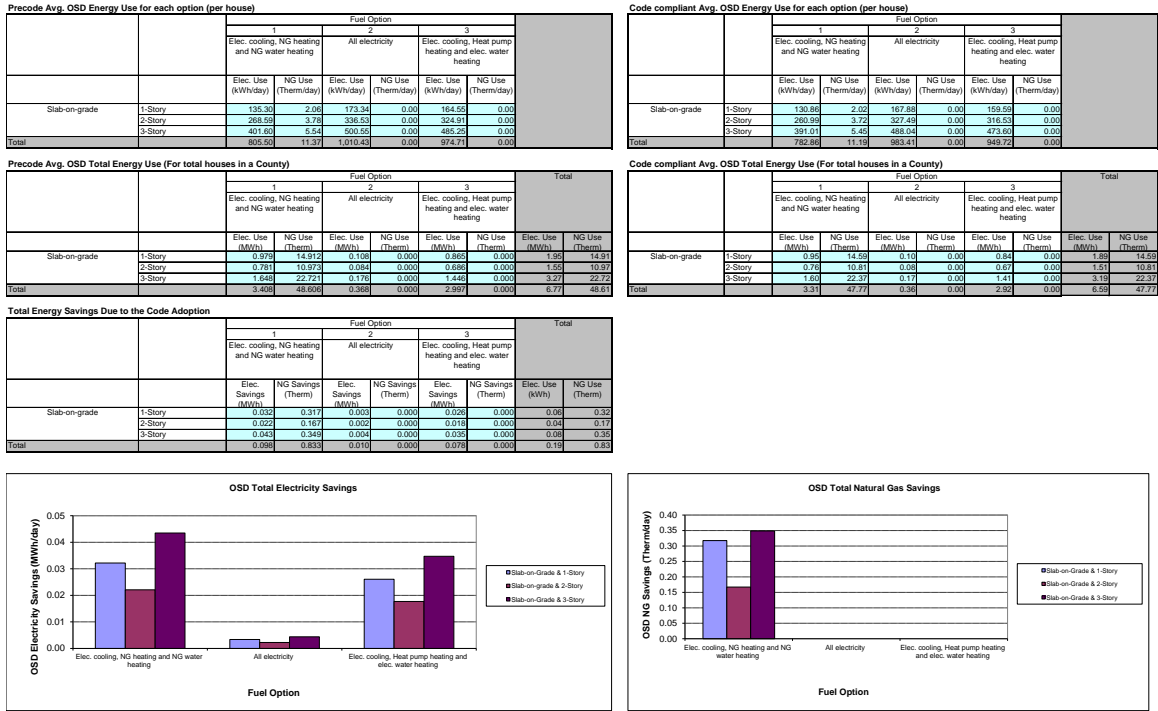 Precode Avg. OSD Energy Use for each option (per house)
Fuel Option
1 2 3
Elec. cooling, NG heating and NG water heating
All electricity
Elec. cooling, Heat pump heating and elec. water heating
Elec. Use (kWh/day) NG Use (Therm/day) Elec. Use (kWh/day) NG Use (Therm/day) Elec. Use (kWh/day) NG Use (Therm/day)
Slab-on-grade 1-Story 135.30 2.06 173.34 0.00 164.55 0.00
2-Story 268.59 3.78 336.53 0.00 324.91 0.00
3-Story 401.60 5.54 500.55 0.00 485.25 0.00
Total 805.50 11.37 1,010.43 0.00 974.71 0.00
Code compliant Avg. OSD Energy Use for each option (per house)
Fuel Option
1 2 3
Elec. cooling, NG heating and NG water heating
All electricity
Elec. cooling, Heat pump heating and elec. water heating
Elec. Use (kWh/day) NG Use (Therm/day) Elec. Use (kWh/day) NG Use (Therm/day) Elec. Use (kWh/day) NG Use (Therm/day)
Slab-on-grade 1-Story 130.86 2.02 167.88 0.00 159.59 0.00
2-Story 260.99 3.72 327.49 0.00 316.53 0.00
3-Story 391.01 5.45 488.04 0.00 473.60 0.00
Total 782.86 11.19 983.41 0.00 949.72 0.00
Precode Avg. OSD Total Energy Use (For total houses in a County)
Fuel Option Total
1 2 3
Elec. cooling, NG heating and NG water heating
All electricity
Elec. cooling, Heat pump heating and elec. water heating
Elec. Use (MWh) NG Use (Therm) Elec. Use (MWh) NG Use (Therm) Elec. Use (MWh) NG Use (Therm) Elec. Use (MWh) NG Use (Therm)
Slab-on-grade 1-Story 0.979 14.912 0.108 0.000 0.865 0.000 1.95 14.91
2-Story 0.781 10.973 0.084 0.000 0.686 0.000 1.55 10.97
3-Story 1.648 22.721 0.176 0.000 1.446 0.000 3.27 22.72
Total 3.408 48.606 0.368 0.000 2.997 0.000 6.77 48.61
Code compliant Avg. OSD Total Energy Use (For total houses in a County)
Fuel Option Total
1 2 3
Elec. cooling, NG heating and NG water heating
All electricity
Elec. cooling, Heat pump heating and elec. water heating
Elec. Use (MWh) NG Use (Therm) Elec. Use (MWh) NG Use (Therm) Elec. Use (MWh) NG Use (Therm) Elec. Use (MWh) NG Use (Therm)
Slab-on-grade 1-Story 0.95 14.59 0.10 0.00 0.84 0.00 1.89 14.59
2-Story 0.76 10.81 0.08 0.00 0.67 0.00 1.51 10.81
3-Story 1.60 22.37 0.17 0.00 1.41 0.00 3.19 22.37
Total 3.31 47.77 0.36 0.00 2.92 0.00 6.59 47.77
Total Energy Savings Due to the Code Adoption
Fuel Option Total
1 2 3
Elec. cooling, NG heating and NG water heating
All electricity
Elec. cooling, Heat pump heating and elec. water heating
Elec. Savings (MWh) NG Savings (Therm) Elec. Savings (MWh) NG Savings (Therm) Elec. Savings (MWh) NG Savings (Therm) Elec. Use (kWh) NG Use (Therm)
Slab-on-grade 1-Story 0.032 0.317 0.003 0.000 0.026 0.000 0.06 0.32
2-Story 0.022 0.167 0.002 0.000 0.018 0.000 0.04 0.17
3-Story 0.043 0.349 0.004 0.000 0.035 0.000 0.08 0.35
Total 0.098 0.833 0.010 0.000 0.078 0.000 0.19 0.83
OSD Total Electricity Savings
OSD Electricity Savings (MWh/day)
0.05
0.04
0.03
0.02
0.01
0.00
Elec. cooling, NG heating and NG water heating
All electricity
Elec. cooling, Heat pump heating and elec. water heating
Fuel Option
Slab-on-Grade & 1-Story
Slab-on-grade & 2-Story
Slab-on-Grade & 3-Story
OSD Total Natural Gas Savings
OSD NG Savings (Therm/day)
0.40
0.35
0.30
0.25
0.20
0.15
0.10
0.05
0.00
Elec. cooling, NG heating and NG water heating
All electricity
Elec. cooling, Heat pump heating and elec. water heating
Fuel Option
Slab-on-Grade & 1-Story
Slab-on-Grade & 2-Story
Slab-on-Grade & 3-Story